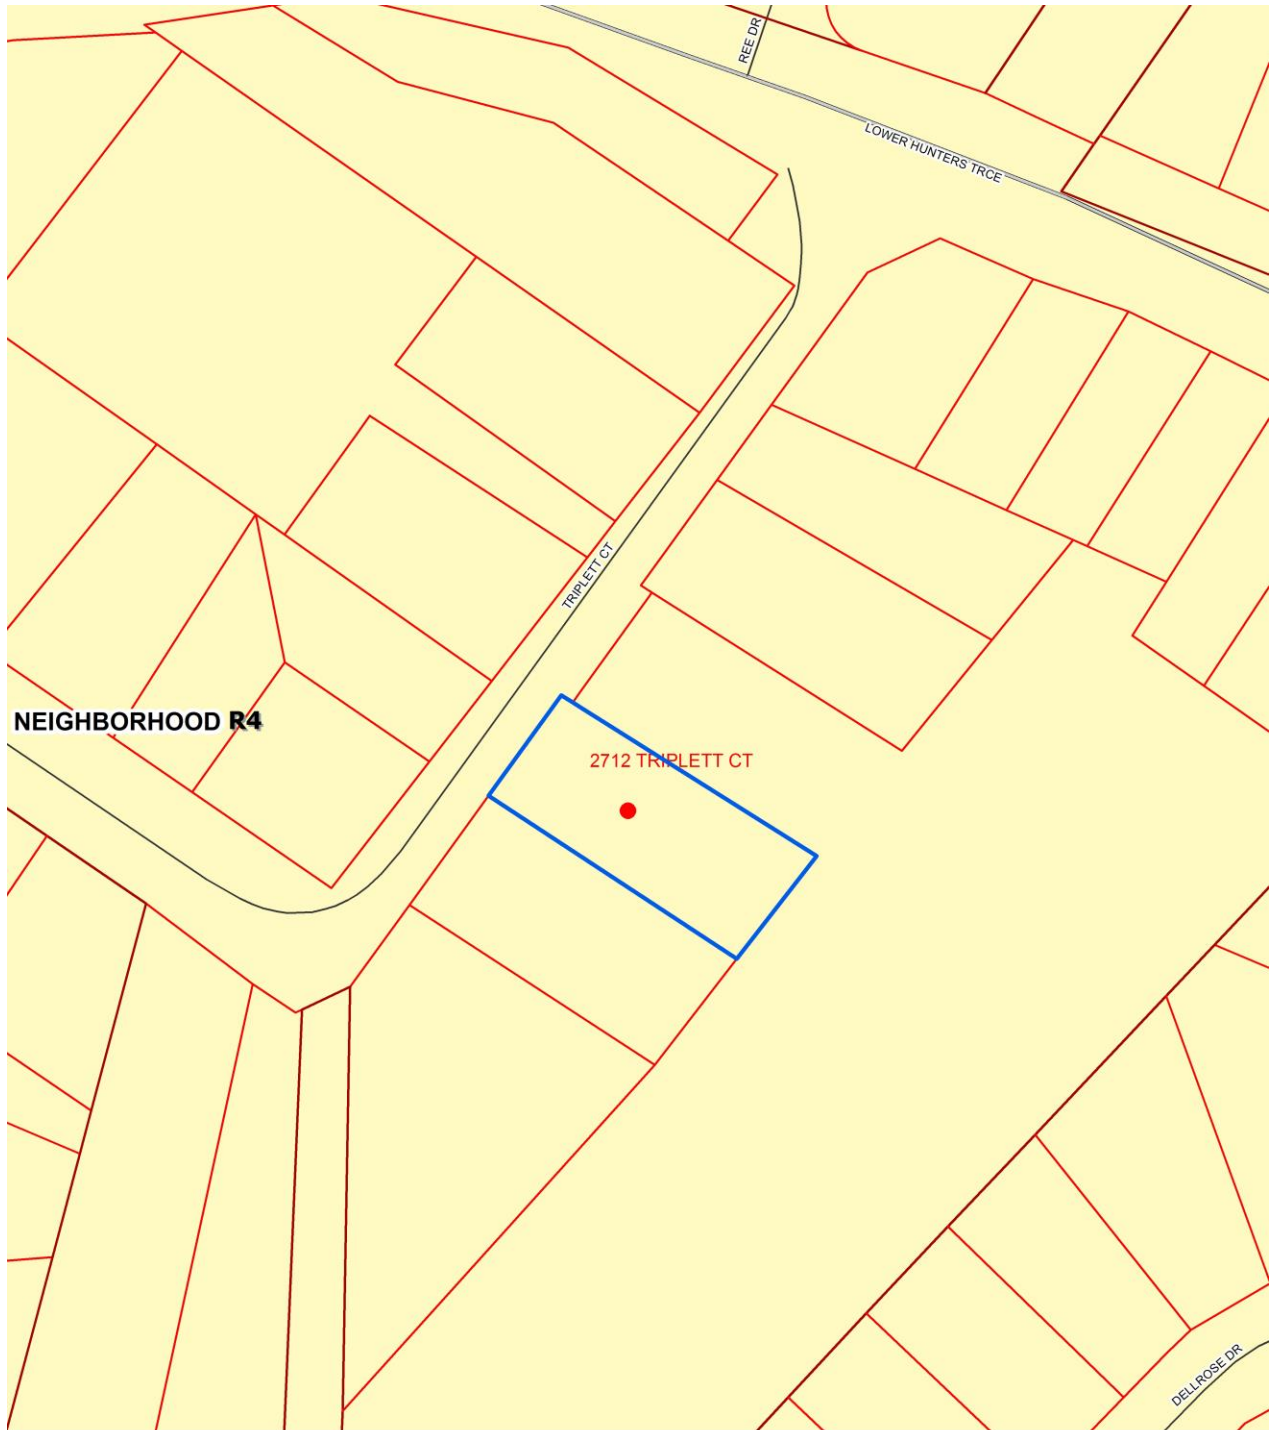 REE DR
LOWER HUNTERS TRCE
TRIPLETT CT
NEIGHBORHOOD R4
2712 TRIPLETT CT
DELLROSE DR